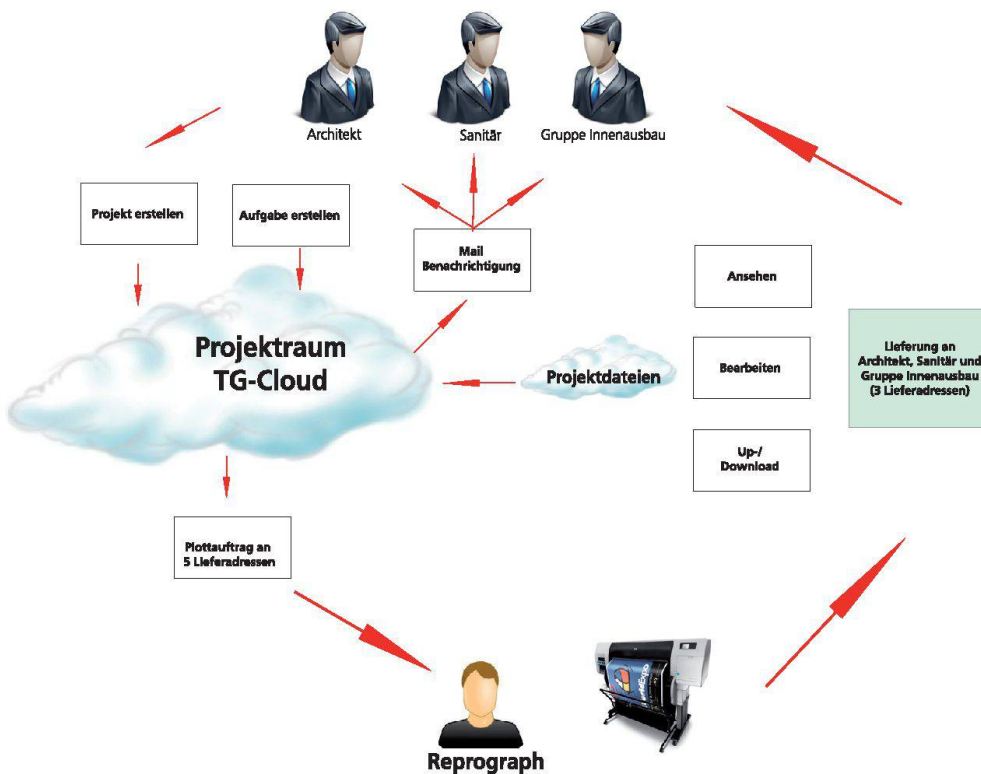 Architekt
Sanitär
Gruppe Innenausbau
Projekt erstellen
Aufgabe erstellen
Mail
Benachrichtigung
Ansehen
Projektraum
TG-Cloud
Projektdateien
Bearbeiten
Lieferung an
Architekt, Sanitär und
Gruppe Innenausbau
(3 Lieferadressen)
Up-/
Download
Plottauftrag an
5 Lieferadressen
Reprograph